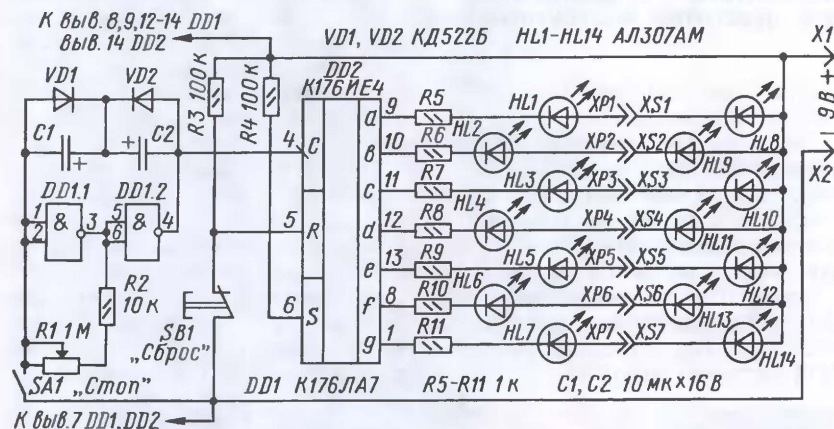 К выв. 8,9,12-14 DD1
выв. 14 DD2
VD1, VD2 КД522Б HL1-HL14 АЛ307АМ
X1
VD1
VD2
R3 100 к
R4 100 к
DD2
К176ИЕ4
9 В
+
−
X2
C1
C2
+
+
4
C
a
9
R5
HL1
XP1
XS1
HL8
в
10
R6
HL2
XP2
XS2
HL9
DD1.1
DD1.2
c
11
R7
HL3
XP3
XS3
HL10
1
2
&
3
5
6
&
4
5
R
d
12
R8
HL4
XP4
XS4
HL11
R2
10 к
e
13
R9
HL5
XP5
XS5
HL12
R1 1 М
SB1
„Сброс"
6
S
f
8
R10
HL6
XP6
XS6
HL13
g
1
R11
HL7
XP7
XS7
HL14
SA1 „Стоп"
DD1 К176ЛА7 R5-R11 1 к C1, C2 10 мк×16 В
К выв.7 DD1, DD2